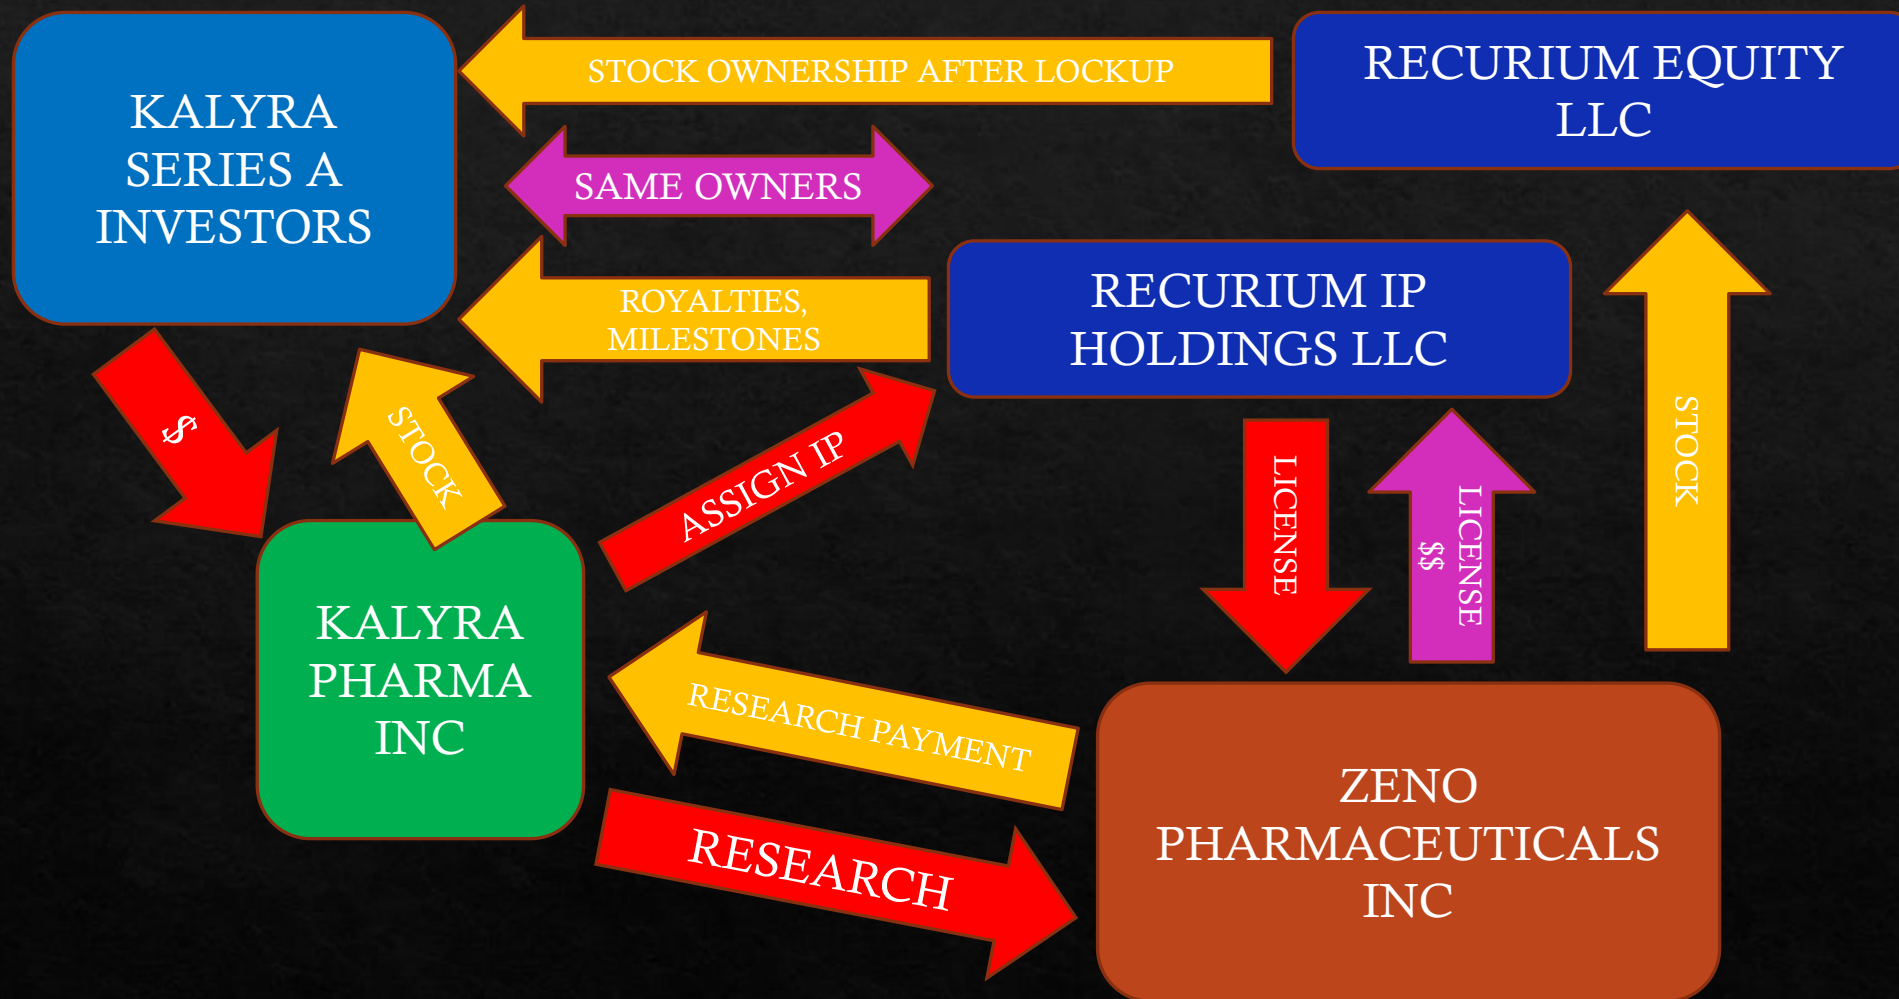 KALYRA
SERIES A
INVESTORS
STOCK OWNERSHIP AFTER LOCKUP
RECURIUM EQUITY
LLC
SAME OWNERS
ROYALTIES,
MILESTONES
RECURIUM IP
HOLDINGS LLC
$
STOCK
ASSIGN IP
LICENSE
LICENSE
$$
STOCK
KALYRA
PHARMA
INC
RESEARCH PAYMENT
RESEARCH
ZENO
PHARMACEUTICALS
INC